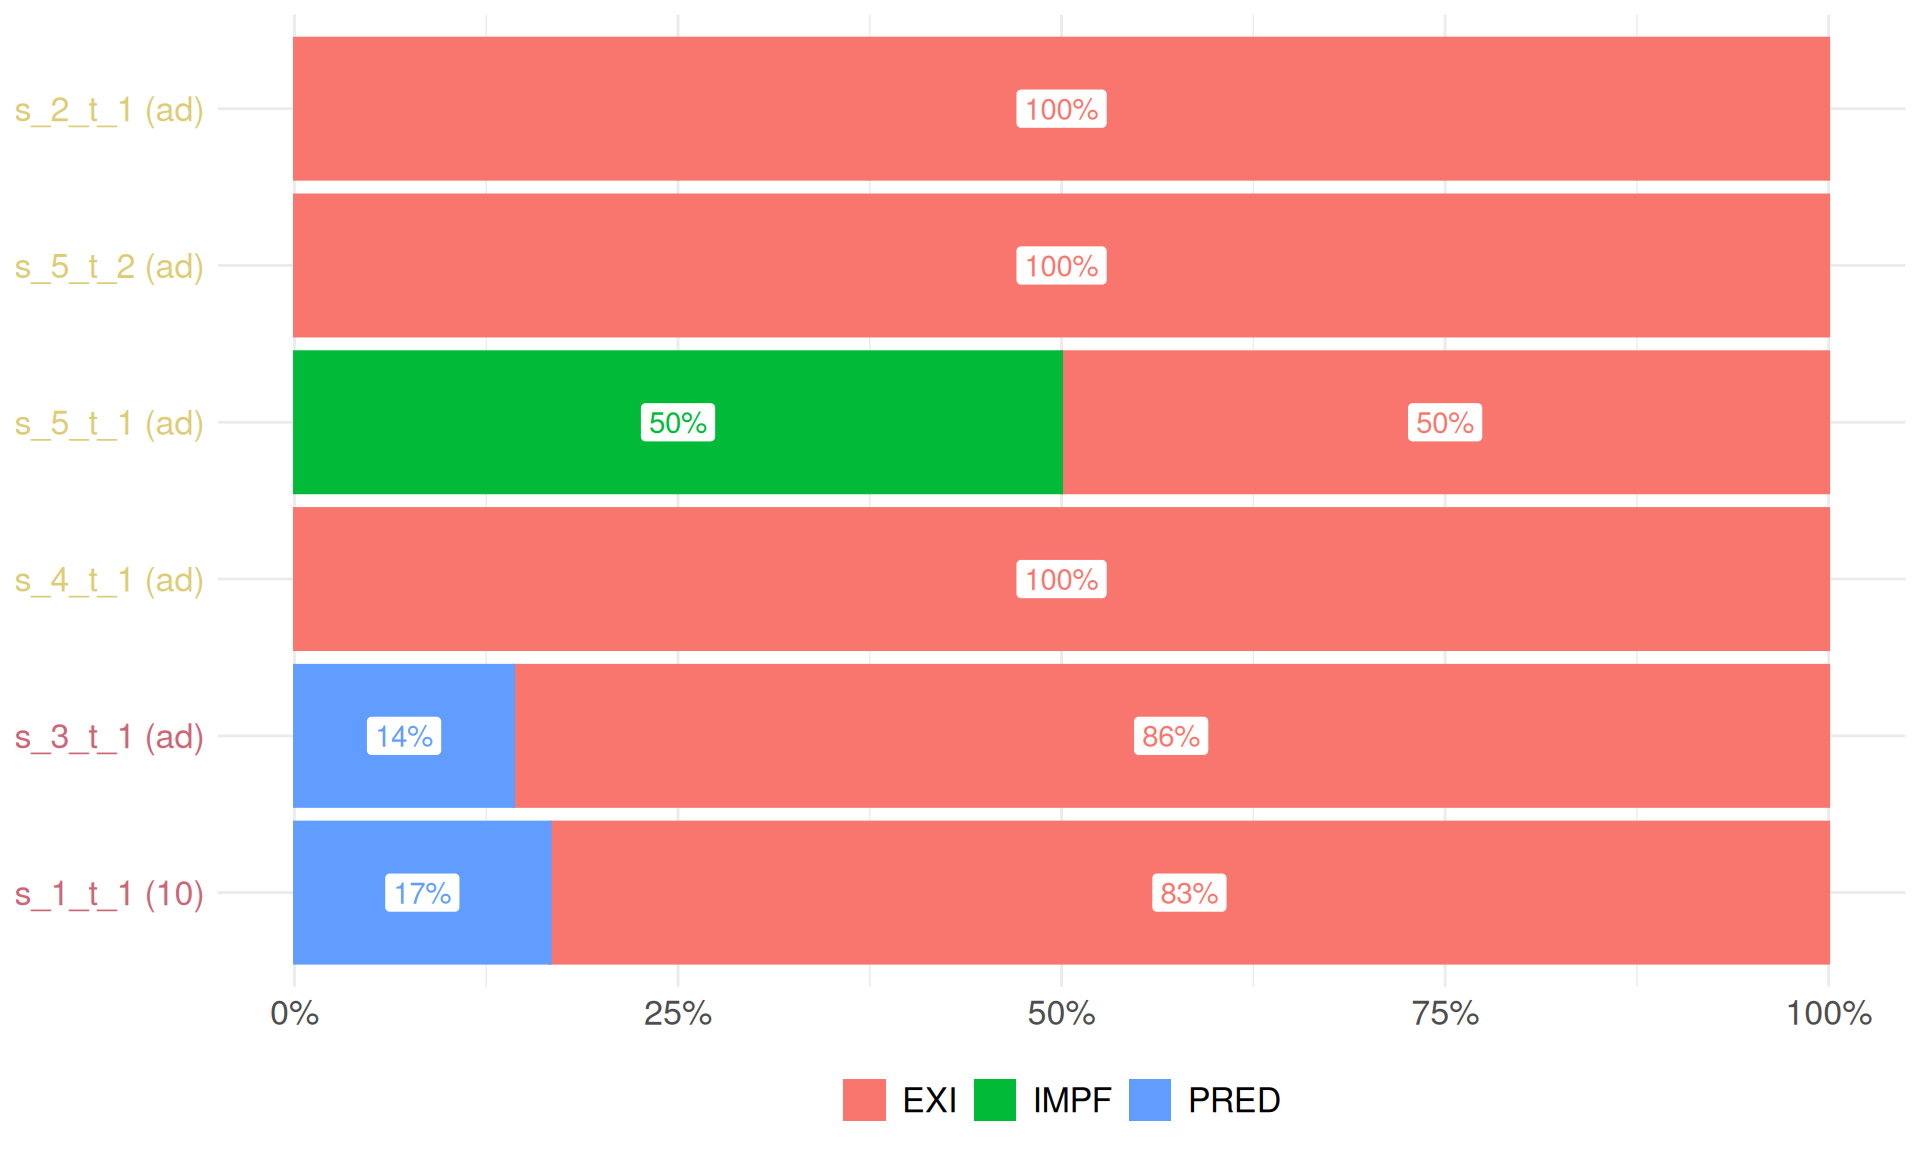 s_2_t_1 (ad) 100%
s_5_t_2 (ad) 100%
s_5_t_1 (ad) 50% 50%
s_4_t_1 (ad) 100%
s_3_t_1 (ad) 14% 86%
s_1_t_1 (10) 17% 83%
0% 25% 50% 75% 100%
EXI IMPF PRED